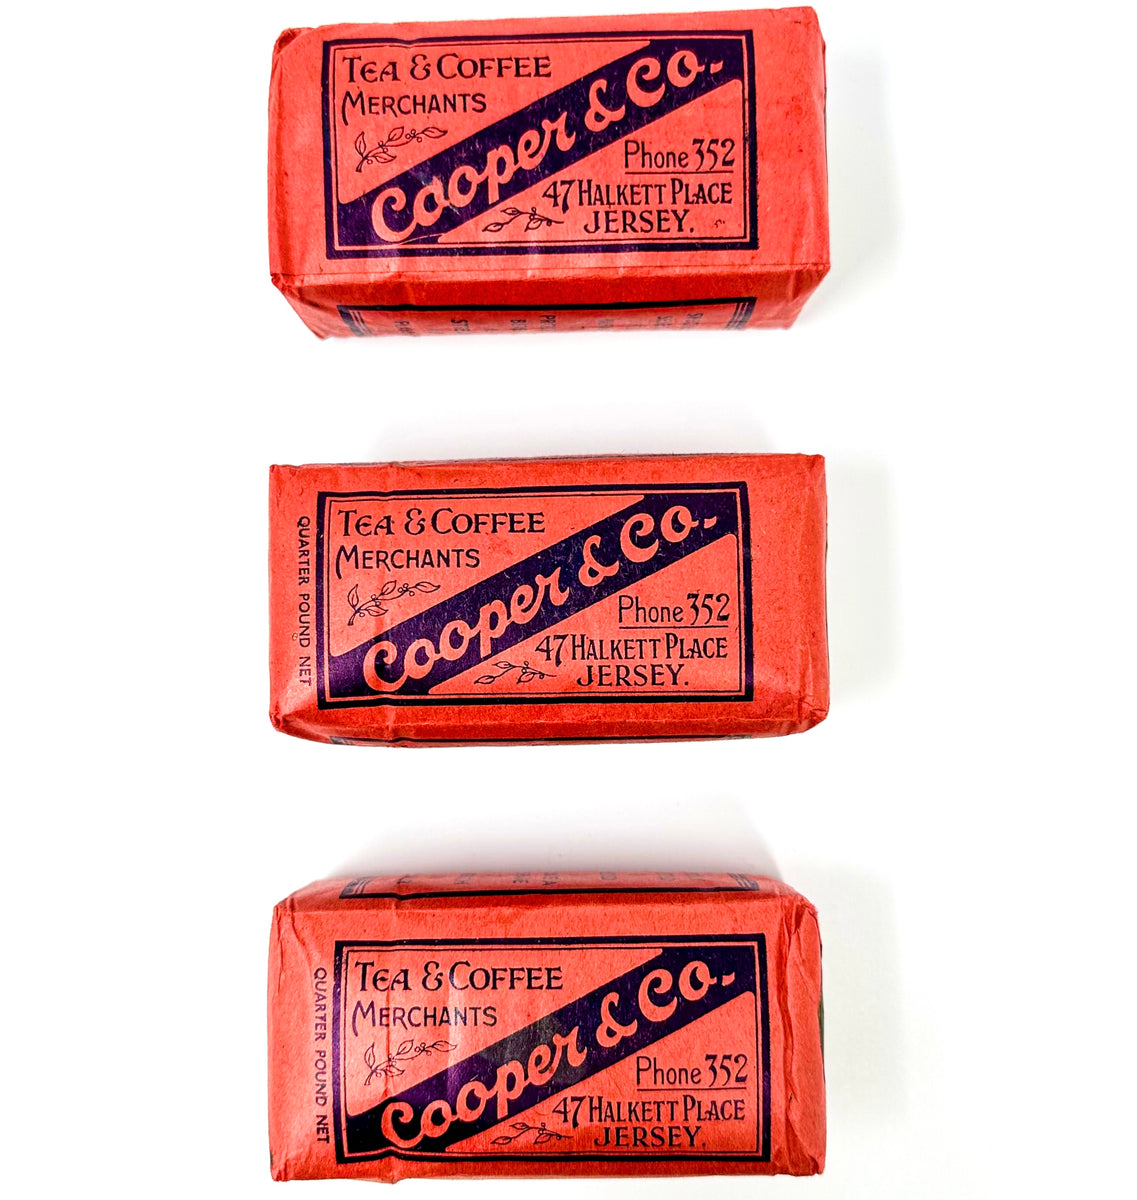 TEA & COFFEE
MERCHANTS
Cooper & Co.
Phone 352
47 HALKETT PLACE
JERSEY.
QUARTER POUND NET
TEA & COFFEE
MERCHANTS
Cooper & Co.
Phone 352
47 HALKETT PLACE
JERSEY.
QUARTER POUND NET
TEA & COFFEE
MERCHANTS
Cooper & Co.
Phone 352
47 HALKETT PLACE
JERSEY.